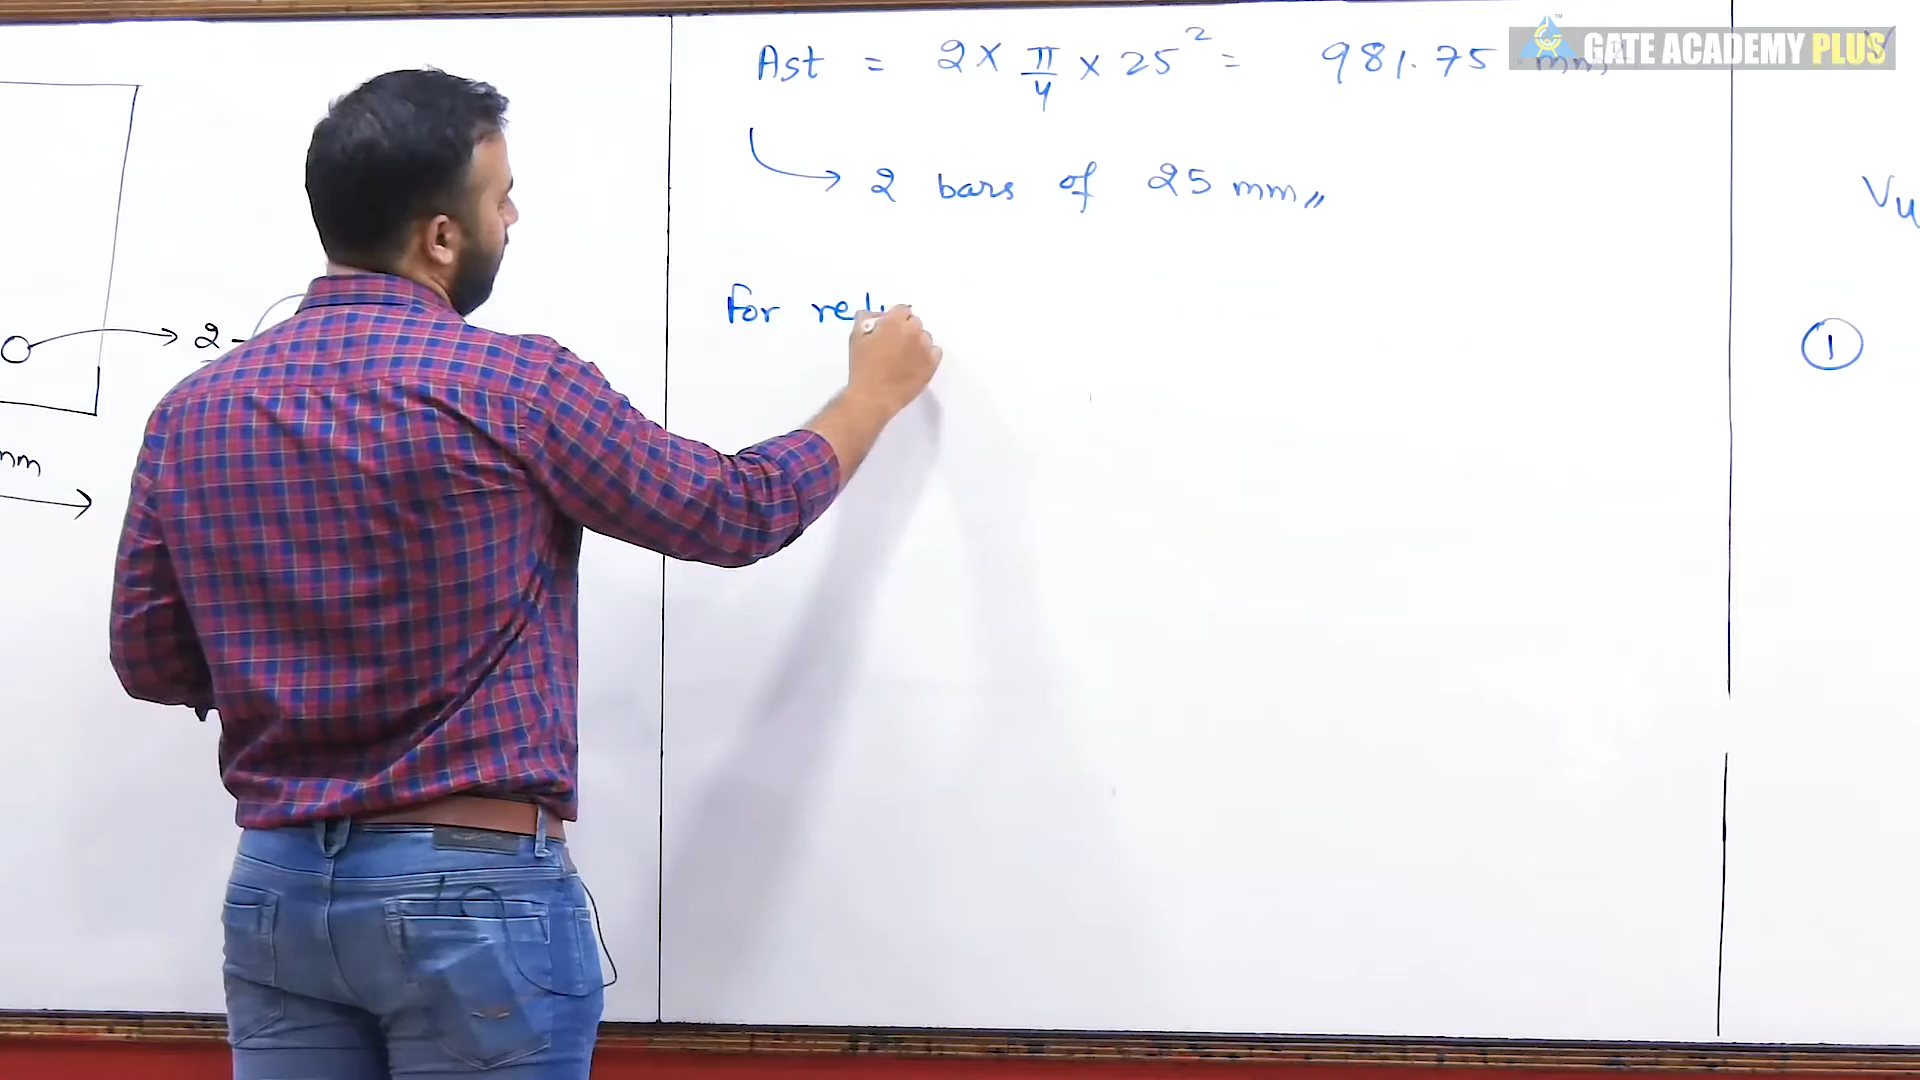 GATE ACADEMY PLUS
Ast = 2 × π/4 × 25² = 981.75 mm²
→ 2 bars of 25 mm,,
Vu
For
1
2
mm